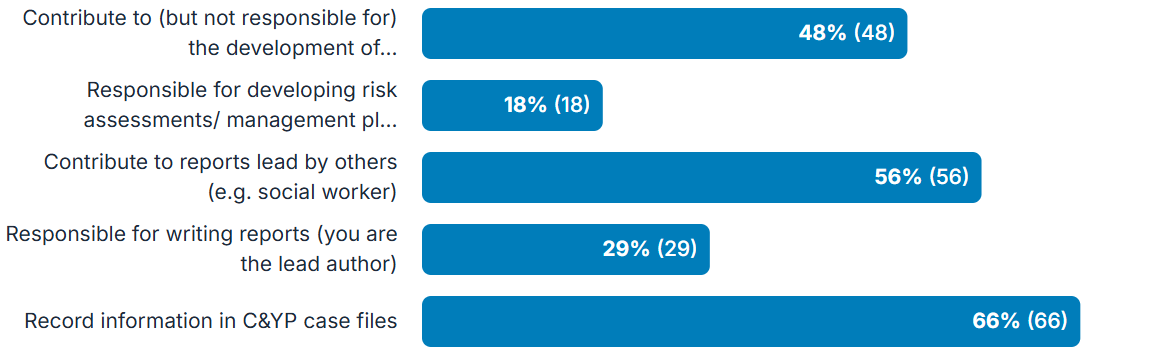 Contribute to (but not responsible for)
the development of...
48% (48)
Responsible for developing risk
assessments/ management pl...
18% (18)
Contribute to reports lead by others
(e.g. social worker)
56% (56)
Responsible for writing reports (you are
the lead author)
29% (29)
Record information in C&YP case files
66% (66)